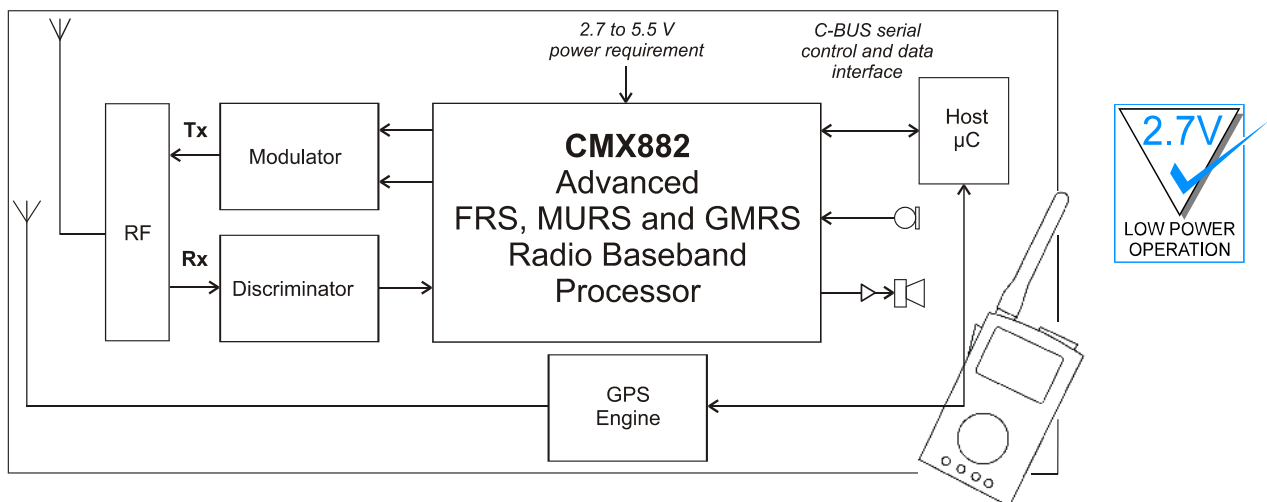 2.7 to 5.5 V
power requirement
C-BUS serial
control and data
interface
Tx
Modulator
CMX882
Advanced
FRS, MURS and GMRS
Radio Baseband
Processor
Host
µC
RF
Rx
Discriminator
GPS
Engine
2.7V
LOW POWER
OPERATION